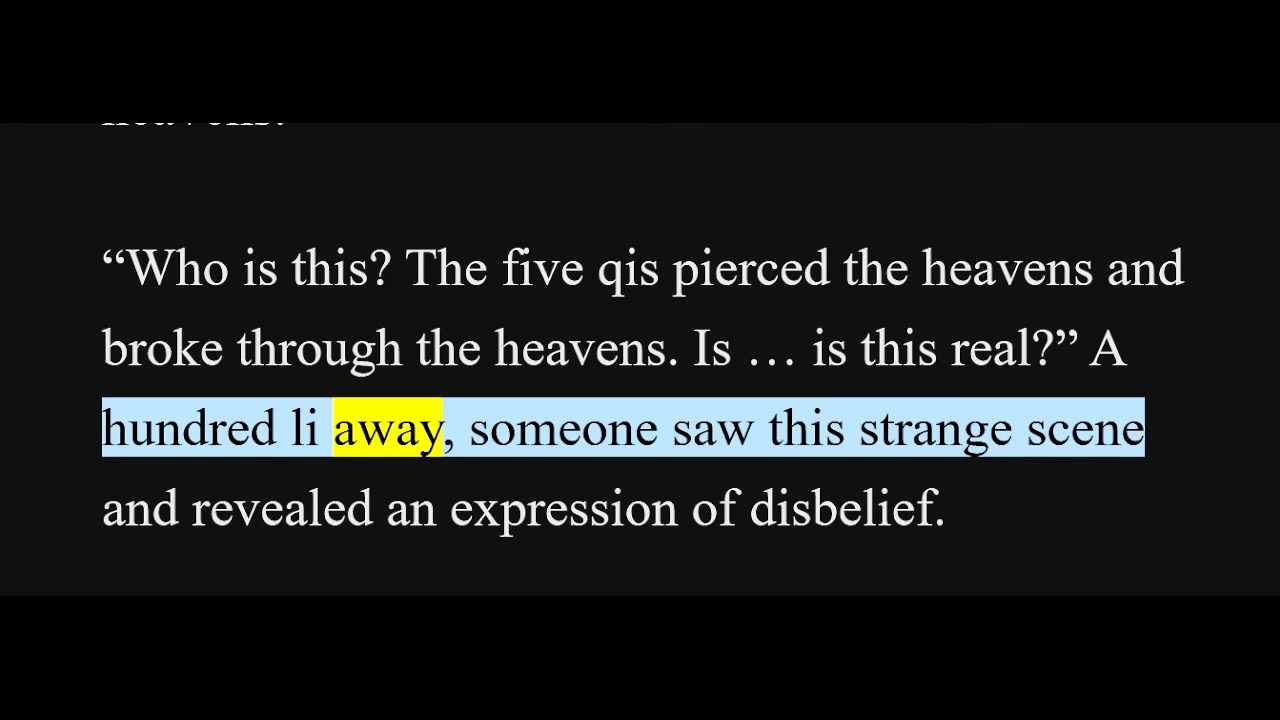 heavens.
“Who is this? The five qis pierced the heavens and
broke through the heavens. Is … is this real?” A
hundred li away, someone saw this strange scene
and revealed an expression of disbelief.